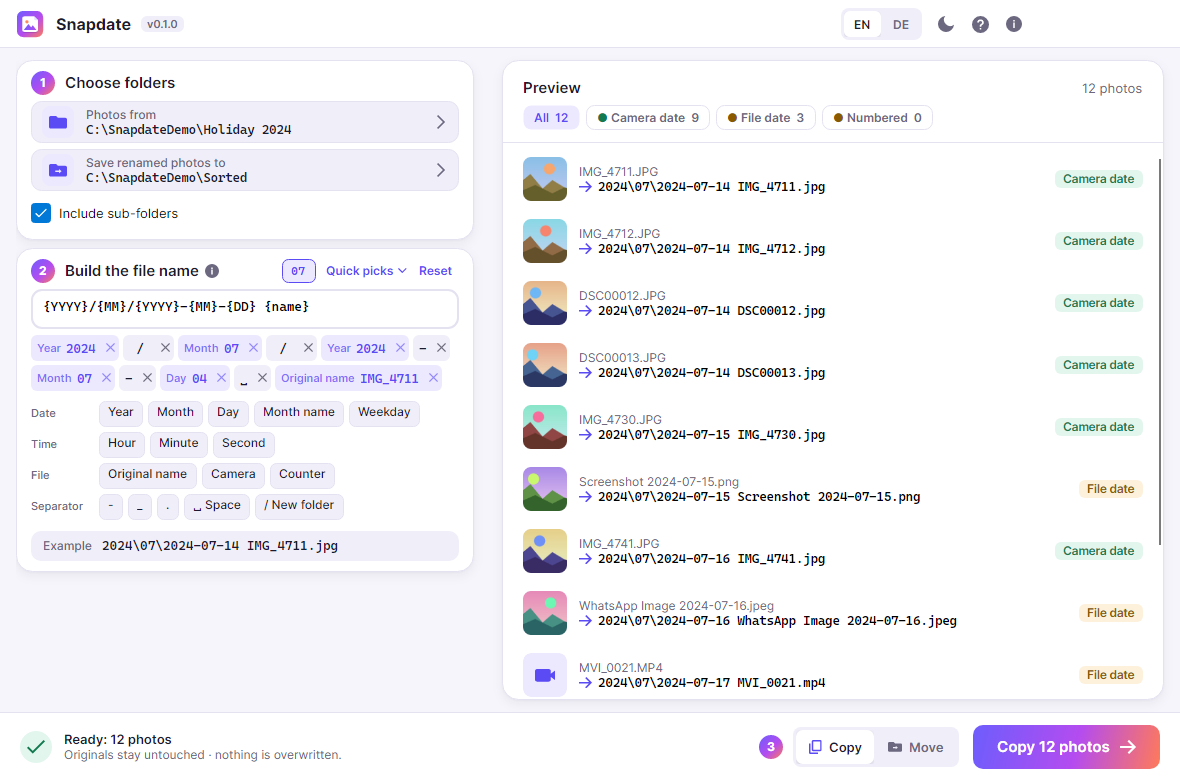 Snapdate v0.1.0 EN DE
1 Choose folders
Photos from
C:\SnapdateDemo\Holiday 2024
Save renamed photos to
C:\SnapdateDemo\Sorted
Include sub-folders
2 Build the file name 07 Quick picks Reset
{YYYY}/{MM}/{YYYY}-{MM}-{DD} {name}
Year 2024 × / × Month 07 × / × Year 2024 × - ×
Month 07 × - × Day 04 × ␣ × Original name IMG_4711 ×
Date Year Month Day Month name Weekday
Time Hour Minute Second
File Original name Camera Counter
Separator - _ . ␣ Space / New folder
Example 2024\07\2024-07-14 IMG_4711.jpg
Preview 12 photos
All 12 Camera date 9 File date 3 Numbered 0
IMG_4711.JPG
→ 2024\07\2024-07-14 IMG_4711.jpg Camera date
IMG_4712.JPG
→ 2024\07\2024-07-14 IMG_4712.jpg Camera date
DSC00012.JPG
→ 2024\07\2024-07-14 DSC00012.jpg Camera date
DSC00013.JPG
→ 2024\07\2024-07-14 DSC00013.jpg Camera date
IMG_4730.JPG
→ 2024\07\2024-07-15 IMG_4730.jpg Camera date
Screenshot 2024-07-15.png
→ 2024\07\2024-07-15 Screenshot 2024-07-15.png File date
IMG_4741.JPG
→ 2024\07\2024-07-16 IMG_4741.jpg Camera date
WhatsApp Image 2024-07-16.jpeg
→ 2024\07\2024-07-16 WhatsApp Image 2024-07-16.jpeg File date
MVI_0021.MP4
→ 2024\07\2024-07-17 MVI_0021.mp4 File date
Ready: 12 photos
Originals stay untouched · nothing is overwritten.
3 Copy Move Copy 12 photos →